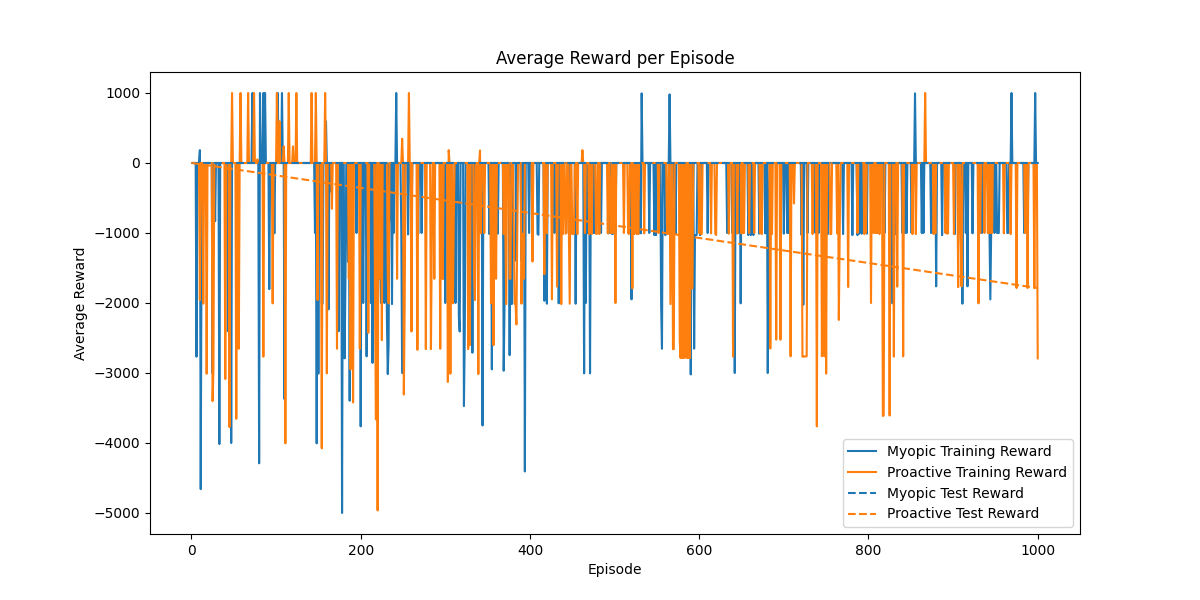 Average Reward per Episode
Average Reward
1000
0
−1000
−2000
−3000
−4000
−5000
0
200
400
600
800
1000
Episode
Myopic Training Reward
Proactive Training Reward
Myopic Test Reward
Proactive Test Reward